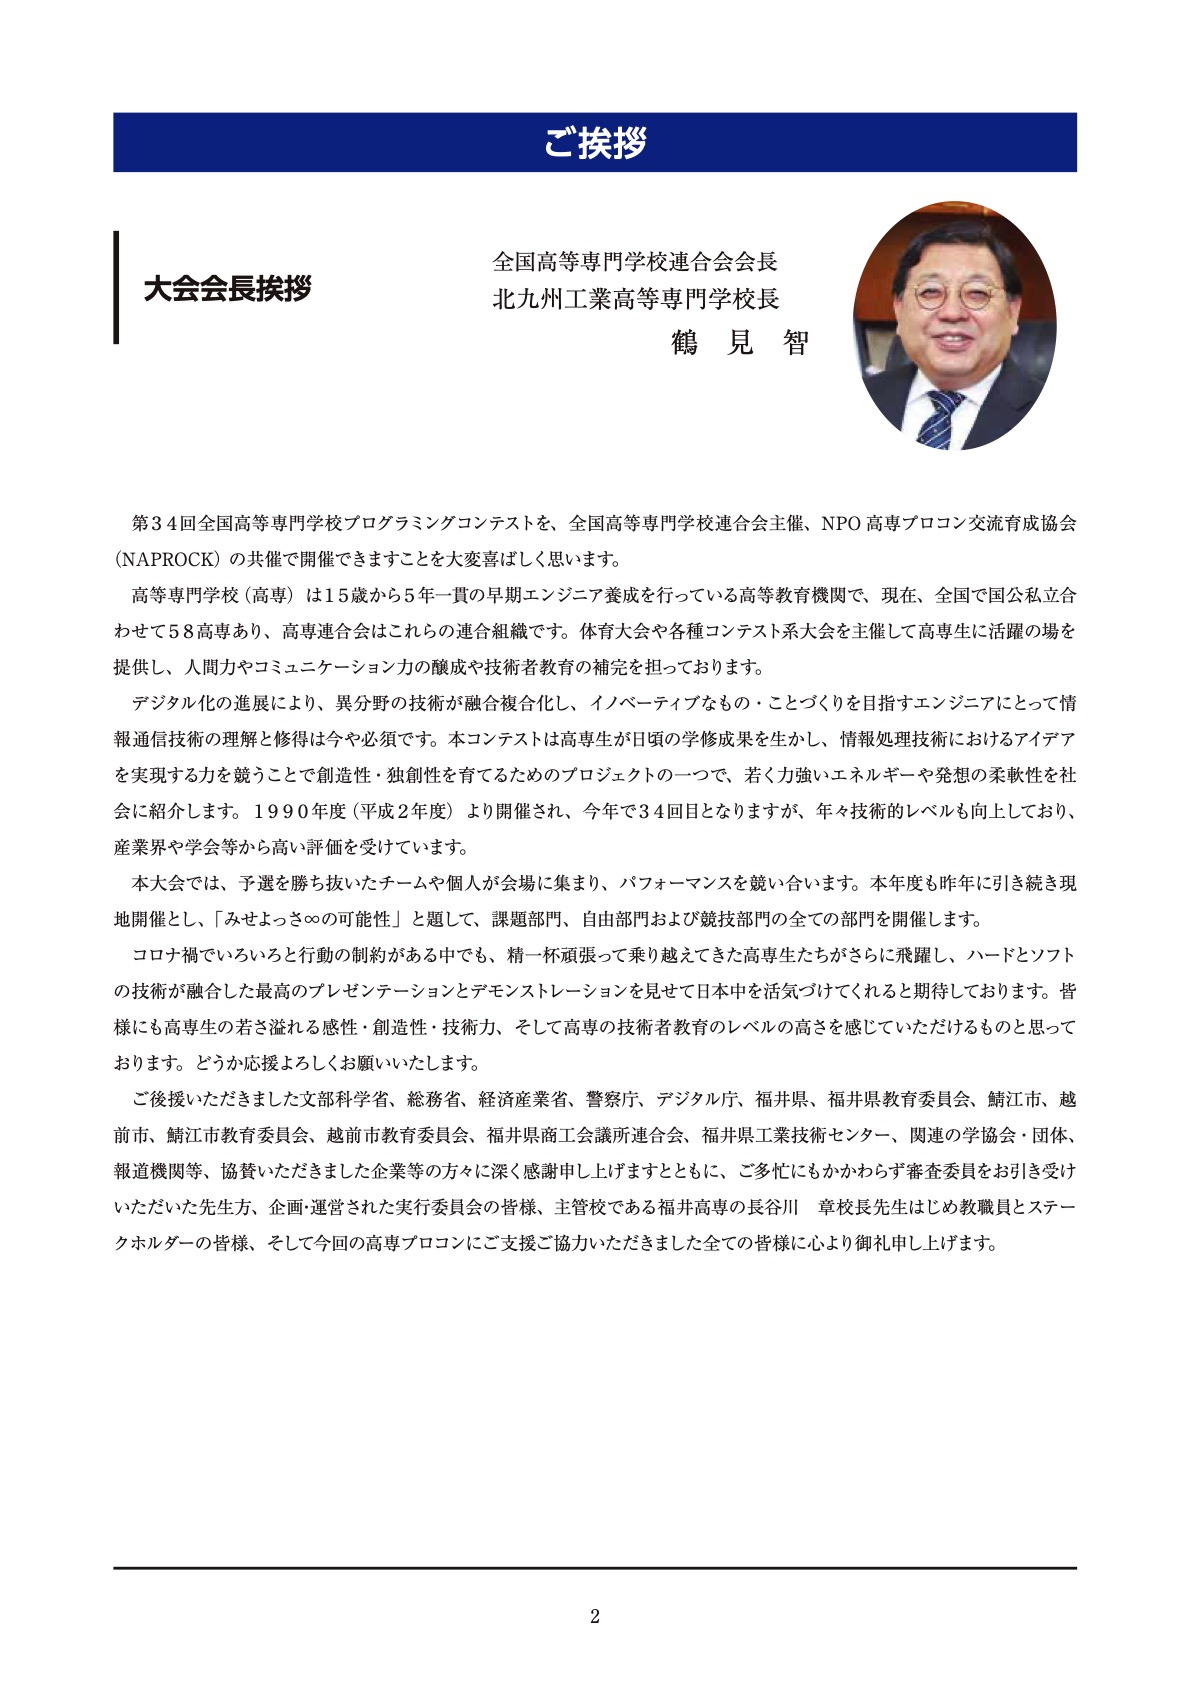 ご挨拶
大会会長挨拶
全国高等専門学校連合会会長
北九州工業高等専門学校長
鶴　見　智
第３４回全国高等専門学校プログラミングコンテストを、全国高等専門学校連合会主催、NPO 高専プロコン交流育成協会
（NAPROCK）の共催で開催できますことを大変喜ばしく思います。
高等専門学校（高専）は１５歳から５年一貫の早期エンジニア養成を行っている高等教育機関で、現在、全国で国公私立合
わせて５８高専あり、高専連合会はこれらの連合組織です。体育大会や各種コンテスト系大会を主催して高専生に活躍の場を
提供し、人間力やコミュニケーション力の醸成や技術者教育の補完を担っております。
デジタル化の進展により、異分野の技術が融合複合化し、イノベーティブなもの・ことづくりを目指すエンジニアにとって情
報通信技術の理解と修得は今や必須です。本コンテストは高専生が日頃の学修成果を生かし、情報処理技術におけるアイデア
を実現する力を競うことで創造性・独創性を育てるためのプロジェクトの一つで、若く力強いエネルギーや発想の柔軟性を社
会に紹介します。１９９０年度（平成２年度）より開催され、今年で３４回目となりますが、年々技術的レベルも向上しており、
産業界や学会等から高い評価を受けています。
本大会では、予選を勝ち抜いたチームや個人が会場に集まり、パフォーマンスを競い合います。本年度も昨年に引き続き現
地開催とし、「みせよっさ∞の可能性」と題して、課題部門、自由部門および競技部門の全ての部門を開催します。
コロナ禍でいろいろと行動の制約がある中でも、精一杯頑張って乗り越えてきた高専生たちがさらに飛躍し、ハードとソフト
の技術が融合した最高のプレゼンテーションとデモンストレーションを見せて日本中を活気づけてくれると期待しております。皆
様にも高専生の若さ溢れる感性・創造性・技術力、そして高専の技術者教育のレベルの高さを感じていただけるものと思って
おります。どうか応援よろしくお願いいたします。
ご後援いただきました文部科学省、総務省、経済産業省、警察庁、デジタル庁、福井県、福井県教育委員会、鯖江市、越
前市、鯖江市教育委員会、越前市教育委員会、福井県商工会議所連合会、福井県工業技術センター、関連の学協会・団体、
報道機関等、協賛いただきました企業等の方々に深く感謝申し上げますとともに、ご多忙にもかかわらず審査委員をお引き受け
いただいた先生方、企画・運営された実行委員会の皆様、主管校である福井高専の長谷川　章校長先生はじめ教職員とステー
クホルダーの皆様、そして今回の高専プロコンにご支援ご協力いただきました全ての皆様に心より御礼申し上げます。
2